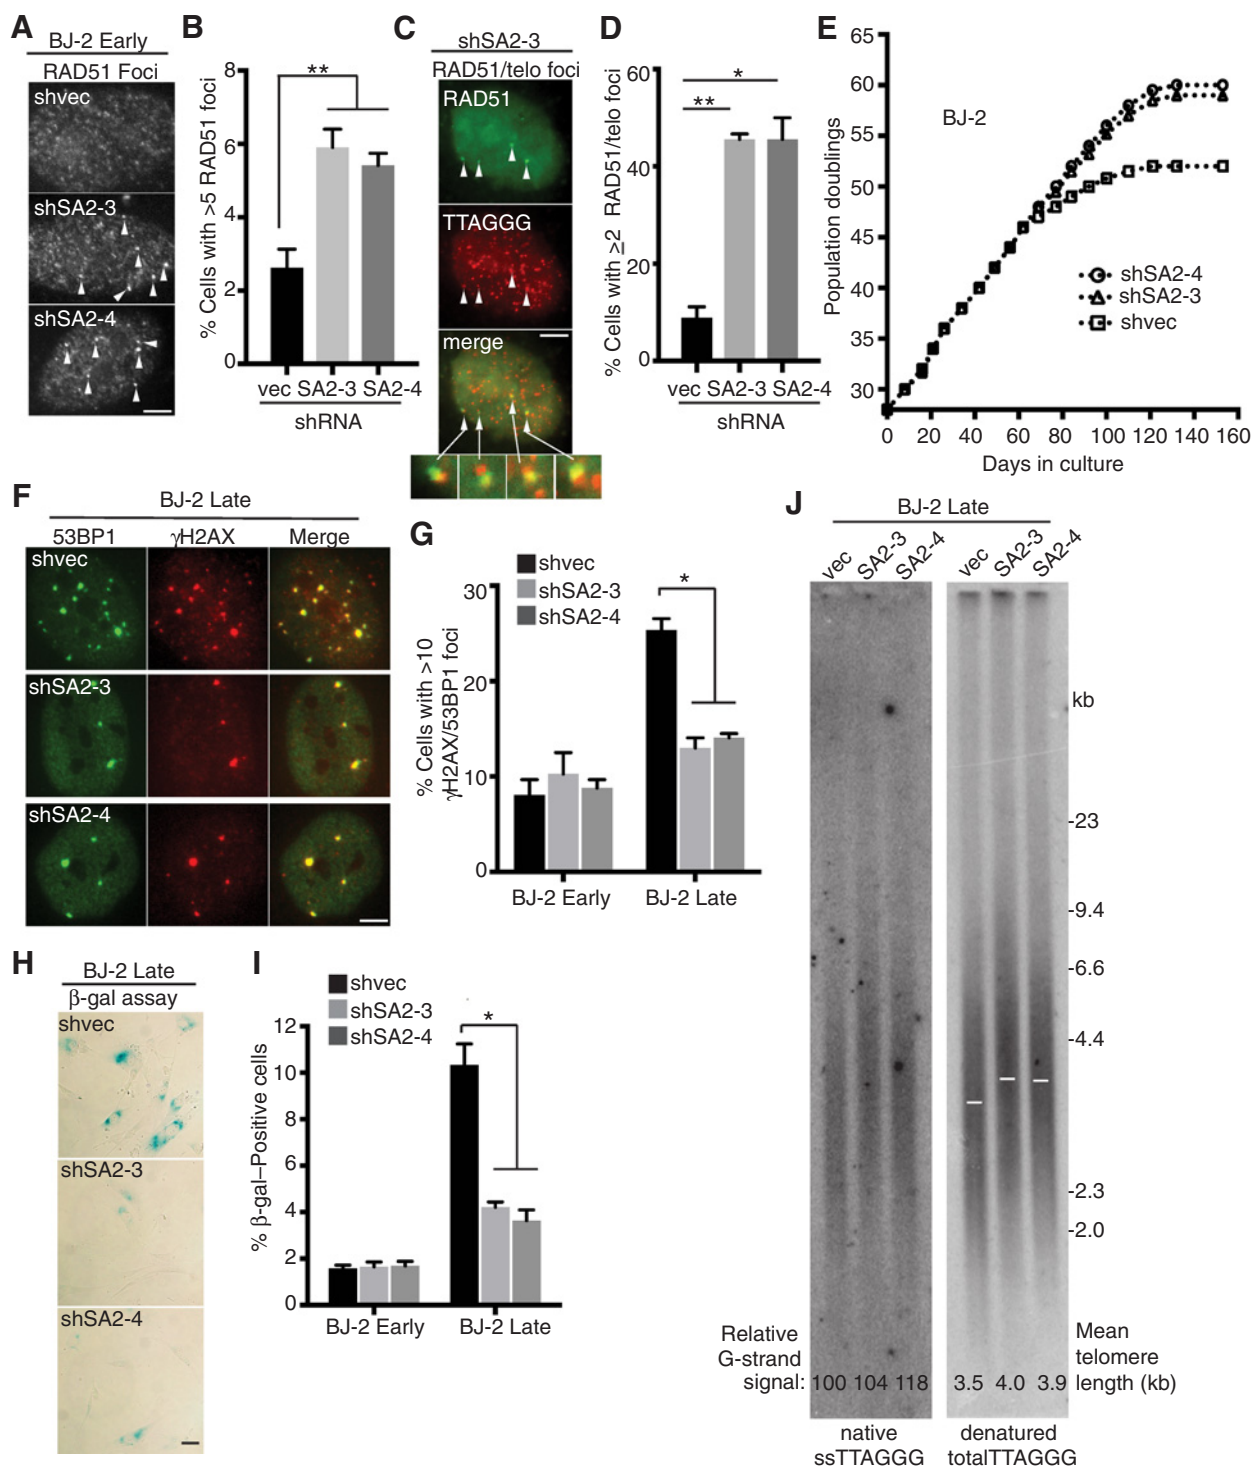 A
BJ-2 Early
RAD51 Foci
shvec
shSA2-3
shSA2-4
B
% Cells with >5 RAD51 foci
8
6
4
2
0
**
vec SA2-3 SA2-4
shRNA
C
shSA2-3
RAD51/telo foci
RAD51
TTAGGG
merge
D
% Cells with ≥2 RAD51/telo foci
60
40
20
0
*
**
vec SA2-3 SA2-4
shRNA
E
Population doublings
65
60
55
50
45
40
35
30
BJ-2
shSA2-4
shSA2-3
shvec
0 20 40 60 80 100 120 140 160
Days in culture
F
BJ-2 Late
53BP1 γH2AX Merge
shvec
shSA2-3
shSA2-4
G
% Cells with >10
γH2AX/53BP1 foci
shvec
shSA2-3
shSA2-4
30
20
10
0
*
BJ-2 Early BJ-2 Late
H
BJ-2 Late
β-gal assay
shvec
shSA2-3
shSA2-4
I
% β-gal–Positive cells
shvec
shSA2-3
shSA2-4
12
10
8
6
4
2
0
*
BJ-2 Early BJ-2 Late
J
BJ-2 Late
vec SA2-3 SA2-4 vec SA2-3 SA2-4
kb
-23
-9.4
-6.6
-4.4
-2.3
-2.0
Relative
G-strand
signal: 100 104 118
3.5 4.0 3.9
Mean
telomere
length (kb)
native
ssTTAGGG
denatured
totalTTAGGG